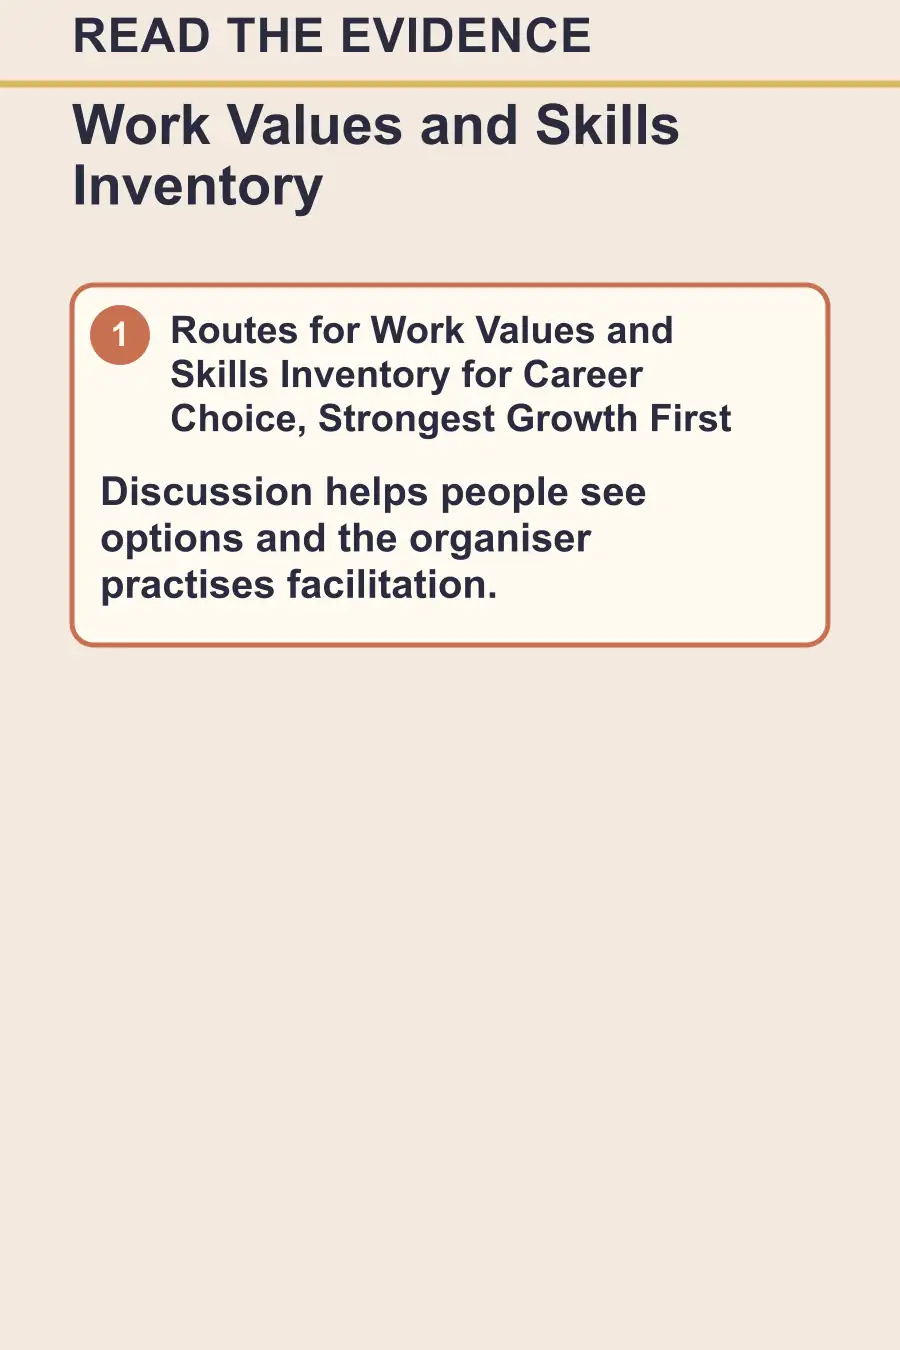 READ THE EVIDENCE
Work Values and Skills
Inventory
1
Routes for Work Values and
Skills Inventory for Career
Choice, Strongest Growth First
Discussion helps people see
options and the organiser
practises facilitation.